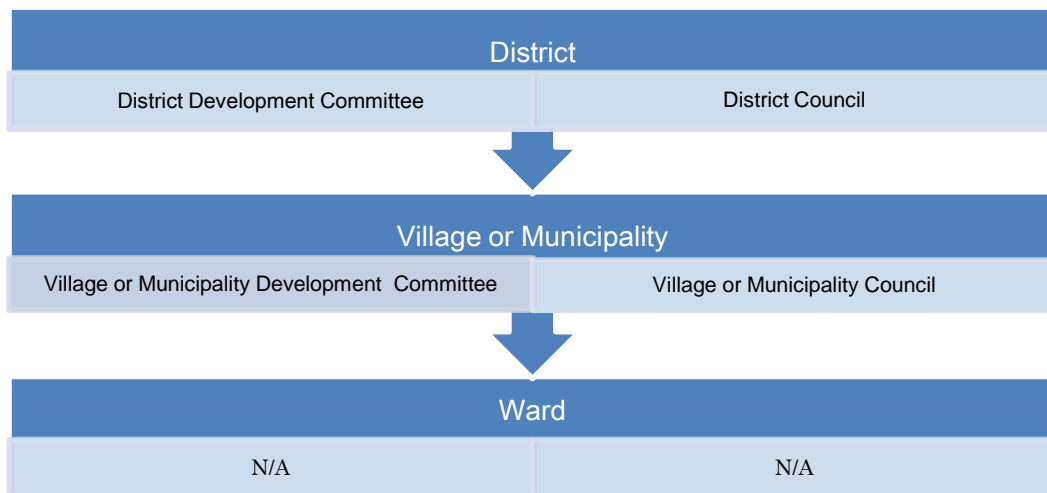 District
District Development Committee
District Council
Village or Municipality
Village or Municipality Development Committee
Village or Municipality Council
Ward
N/A
N/A